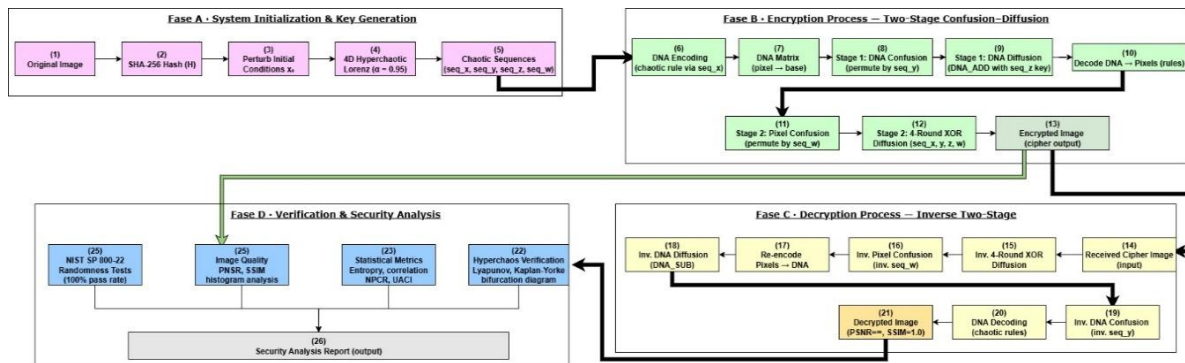 Fase A · System Initialization & Key Generation
(1)
Original Image
(2)
SHA-256 Hash (H)
(3)
Perturb Initial
Conditions x₀
(4)
4D Hyperchaotic
Lorenz (α = 0.95)
(5)
Chaotic Sequences
(seq_x, seq_y, seq_z, seq_w)
Fase B · Encryption Process — Two-Stage Confusion–Diffusion
(6)
DNA Encoding
(chaotic rule via seq_x)
(7)
DNA Matrix
(pixel → base)
(8)
Stage 1: DNA Confusion
(permute by seq_y)
(9)
Stage 1: DNA Diffusion
(DNA_ADD with seq_z key)
(10)
Decode DNA → Pixels (rules)
(11)
Stage 2: Pixel Confusion
(permute by seq_w)
(12)
Stage 2: 4-Round XOR
Diffusion (seq_x, y, z, w)
(13)
Encrypted Image
(cipher output)
Fase D · Verification & Security Analysis
(25)
NIST SP 800-22
Randomness Tests
(100% pass rate)
(25)
Image Quality
PNSR, SSIM
histogram analysis
(23)
Statistical Metrics
Entropy, correlation
NPCR, UACI
(22)
Hyperchaos Verification
Lyapunov, Kaplan-Yorke
bifurcation diagram
(26)
Security Analysis Report (output)
Fase C · Decryption Process — Inverse Two-Stage
(18)
Inv. DNA Diffusion
(DNA_SUB)
(17)
Re-encode
Pixels → DNA
(16)
Inv. Pixel Confusion
(inv. seq_w)
(15)
Inv. 4-Round XOR
Diffusion
(14)
Received Cipher Image
(input)
(21)
Decrypted Image
(PSNR==, SSIM=1.0)
(20)
DNA Decoding
(chaotic rules)
(19)
Inv. DNA Confusion
(inv. seq_y)